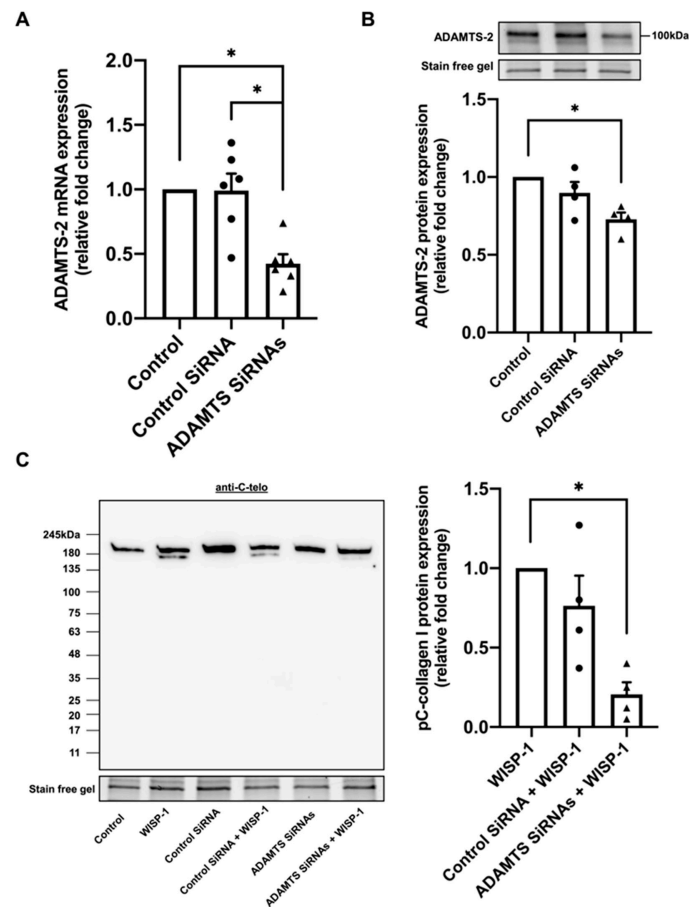 A
ADAMTS-2 mRNA expression
(relative fold change)
2.0
1.5
1.0
0.5
0.0
*
*
Control
Control SiRNA
ADAMTS SiRNAs
B
ADAMTS-2
100kDa
Stain free gel
ADAMTS-2 protein expression
(relative fold change)
1.5
1.0
0.5
0.0
*
Control
Control SiRNA
ADAMTS SiRNAs
C
anti-C-telo
245kDa
180
135
100
75
63
48
35
25
20
17
11
Stain free gel
Control
WISP-1
Control SiRNA
Control SiRNA + WISP-1
ADAMTS SiRNAs
ADAMTS SiRNAs + WISP-1
pC-collagen I protein expression
(relative fold change)
1.5
1.0
0.5
0.0
*
WISP-1
Control SiRNA + WISP-1
ADAMTS SiRNAs + WISP-1